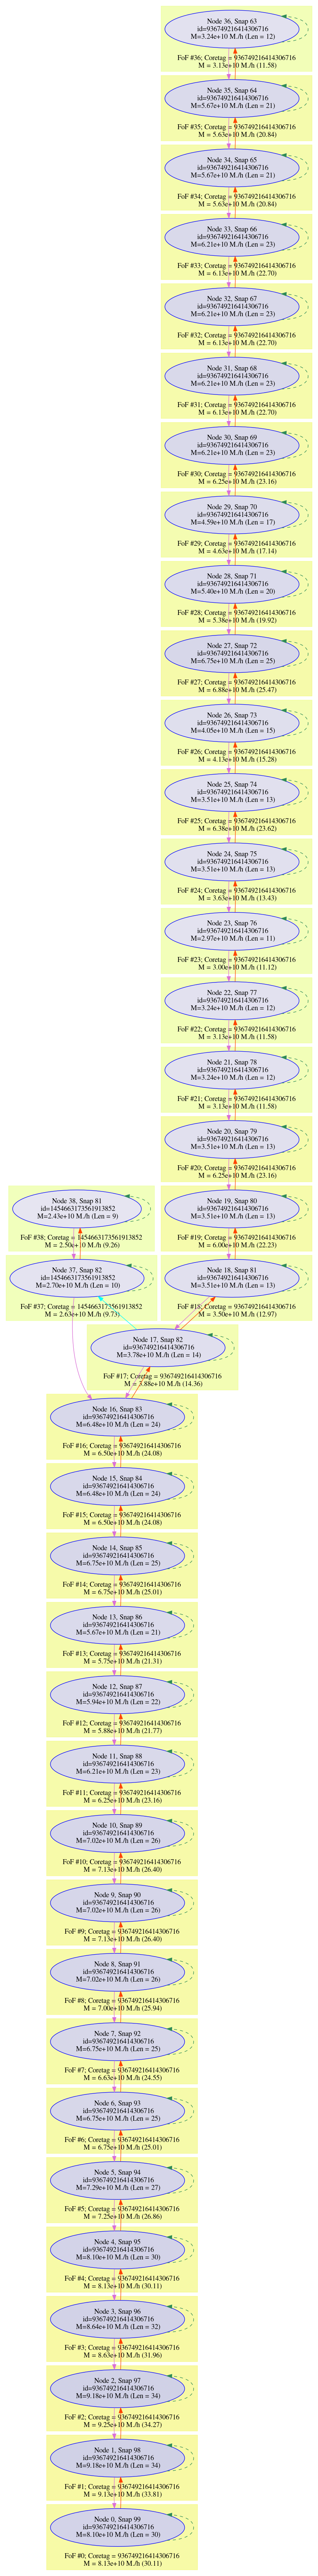 Node 36, Snap 63
id=936749216414306716
M=3.24e+10 M./h (Len = 12)
FoF #36; Coretag = 936749216414306716
M = 3.13e+10 M./h (11.58)
Node 35, Snap 64
id=936749216414306716
M=5.67e+10 M./h (Len = 21)
FoF #35; Coretag = 936749216414306716
M = 5.63e+10 M./h (20.84)
Node 34, Snap 65
id=936749216414306716
M=5.67e+10 M./h (Len = 21)
FoF #34; Coretag = 936749216414306716
M = 5.63e+10 M./h (20.84)
Node 33, Snap 66
id=936749216414306716
M=6.21e+10 M./h (Len = 23)
FoF #33; Coretag = 936749216414306716
M = 6.13e+10 M./h (22.70)
Node 32, Snap 67
id=936749216414306716
M=6.21e+10 M./h (Len = 23)
FoF #32; Coretag = 936749216414306716
M = 6.13e+10 M./h (22.70)
Node 31, Snap 68
id=936749216414306716
M=6.21e+10 M./h (Len = 23)
FoF #31; Coretag = 936749216414306716
M = 6.13e+10 M./h (22.70)
Node 30, Snap 69
id=936749216414306716
M=6.21e+10 M./h (Len = 23)
FoF #30; Coretag = 936749216414306716
M = 6.25e+10 M./h (23.16)
Node 29, Snap 70
id=936749216414306716
M=4.59e+10 M./h (Len = 17)
FoF #29; Coretag = 936749216414306716
M = 4.63e+10 M./h (17.14)
Node 28, Snap 71
id=936749216414306716
M=5.40e+10 M./h (Len = 20)
FoF #28; Coretag = 936749216414306716
M = 5.38e+10 M./h (19.92)
Node 27, Snap 72
id=936749216414306716
M=6.75e+10 M./h (Len = 25)
FoF #27; Coretag = 936749216414306716
M = 6.88e+10 M./h (25.47)
Node 26, Snap 73
id=936749216414306716
M=4.05e+10 M./h (Len = 15)
FoF #26; Coretag = 936749216414306716
M = 4.13e+10 M./h (15.28)
Node 25, Snap 74
id=936749216414306716
M=3.51e+10 M./h (Len = 13)
FoF #25; Coretag = 936749216414306716
M = 6.38e+10 M./h (23.62)
Node 24, Snap 75
id=936749216414306716
M=3.51e+10 M./h (Len = 13)
FoF #24; Coretag = 936749216414306716
M = 3.63e+10 M./h (13.43)
Node 23, Snap 76
id=936749216414306716
M=2.97e+10 M./h (Len = 11)
FoF #23; Coretag = 936749216414306716
M = 3.00e+10 M./h (11.12)
Node 22, Snap 77
id=936749216414306716
M=3.24e+10 M./h (Len = 12)
FoF #22; Coretag = 936749216414306716
M = 3.13e+10 M./h (11.58)
Node 21, Snap 78
id=936749216414306716
M=3.24e+10 M./h (Len = 12)
FoF #21; Coretag = 936749216414306716
M = 3.13e+10 M./h (11.58)
Node 20, Snap 79
id=936749216414306716
M=3.51e+10 M./h (Len = 13)
FoF #20; Coretag = 936749216414306716
M = 6.25e+10 M./h (23.16)
Node 38, Snap 81
id=1454663173561913852
M=2.43e+10 M./h (Len = 9)
FoF #38; Coretag = 1454663173561913852
M = 2.50e+10 M./h (9.26)
Node 19, Snap 80
id=936749216414306716
M=3.51e+10 M./h (Len = 13)
FoF #19; Coretag = 936749216414306716
M = 6.00e+10 M./h (22.23)
Node 37, Snap 82
id=1454663173561913852
M=2.70e+10 M./h (Len = 10)
FoF #37; Coretag = 1454663173561913852
M = 2.63e+10 M./h (9.73)
Node 18, Snap 81
id=936749216414306716
M=3.51e+10 M./h (Len = 13)
FoF #18; Coretag = 936749216414306716
M = 3.50e+10 M./h (12.97)
Node 17, Snap 82
id=936749216414306716
M=3.78e+10 M./h (Len = 14)
FoF #17; Coretag = 936749216414306716
M = 3.88e+10 M./h (14.36)
Node 16, Snap 83
id=936749216414306716
M=6.48e+10 M./h (Len = 24)
FoF #16; Coretag = 936749216414306716
M = 6.50e+10 M./h (24.08)
Node 15, Snap 84
id=936749216414306716
M=6.48e+10 M./h (Len = 24)
FoF #15; Coretag = 936749216414306716
M = 6.50e+10 M./h (24.08)
Node 14, Snap 85
id=936749216414306716
M=6.75e+10 M./h (Len = 25)
FoF #14; Coretag = 936749216414306716
M = 6.75e+10 M./h (25.01)
Node 13, Snap 86
id=936749216414306716
M=5.67e+10 M./h (Len = 21)
FoF #13; Coretag = 936749216414306716
M = 5.75e+10 M./h (21.31)
Node 12, Snap 87
id=936749216414306716
M=5.94e+10 M./h (Len = 22)
FoF #12; Coretag = 936749216414306716
M = 5.88e+10 M./h (21.77)
Node 11, Snap 88
id=936749216414306716
M=6.21e+10 M./h (Len = 23)
FoF #11; Coretag = 936749216414306716
M = 6.25e+10 M./h (23.16)
Node 10, Snap 89
id=936749216414306716
M=7.02e+10 M./h (Len = 26)
FoF #10; Coretag = 936749216414306716
M = 7.13e+10 M./h (26.40)
Node 9, Snap 90
id=936749216414306716
M=7.02e+10 M./h (Len = 26)
FoF #9; Coretag = 936749216414306716
M = 7.13e+10 M./h (26.40)
Node 8, Snap 91
id=936749216414306716
M=7.02e+10 M./h (Len = 26)
FoF #8; Coretag = 936749216414306716
M = 7.00e+10 M./h (25.94)
Node 7, Snap 92
id=936749216414306716
M=6.75e+10 M./h (Len = 25)
FoF #7; Coretag = 936749216414306716
M = 6.63e+10 M./h (24.55)
Node 6, Snap 93
id=936749216414306716
M=6.75e+10 M./h (Len = 25)
FoF #6; Coretag = 936749216414306716
M = 6.75e+10 M./h (25.01)
Node 5, Snap 94
id=936749216414306716
M=7.29e+10 M./h (Len = 27)
FoF #5; Coretag = 936749216414306716
M = 7.25e+10 M./h (26.86)
Node 4, Snap 95
id=936749216414306716
M=8.10e+10 M./h (Len = 30)
FoF #4; Coretag = 936749216414306716
M = 8.13e+10 M./h (30.11)
Node 3, Snap 96
id=936749216414306716
M=8.64e+10 M./h (Len = 32)
FoF #3; Coretag = 936749216414306716
M = 8.63e+10 M./h (31.96)
Node 2, Snap 97
id=936749216414306716
M=9.18e+10 M./h (Len = 34)
FoF #2; Coretag = 936749216414306716
M = 9.25e+10 M./h (34.27)
Node 1, Snap 98
id=936749216414306716
M=9.18e+10 M./h (Len = 34)
FoF #1; Coretag = 936749216414306716
M = 9.13e+10 M./h (33.81)
Node 0, Snap 99
id=936749216414306716
M=8.10e+10 M./h (Len = 30)
FoF #0; Coretag = 936749216414306716
M = 8.13e+10 M./h (30.11)